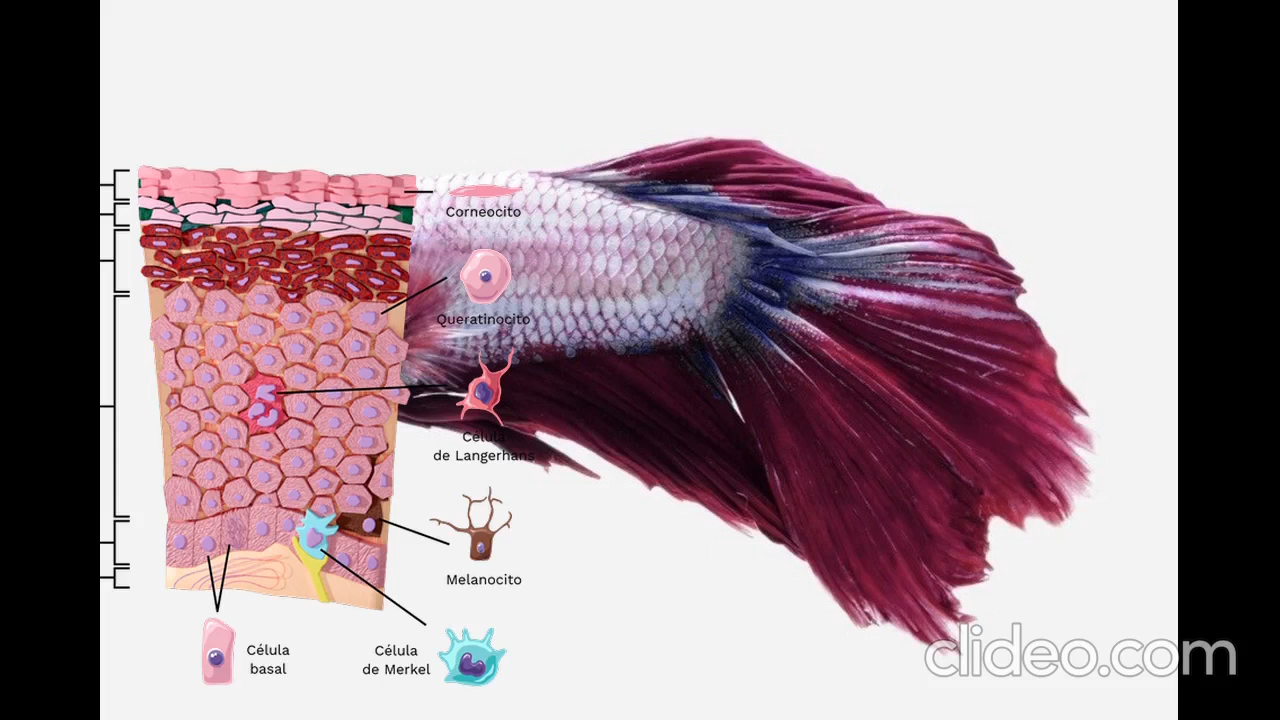 Corneocito
Queratinocito
Célula
de Langerhans
Melanocito
Célula
basal
Célula
de Merkel
clideo.com